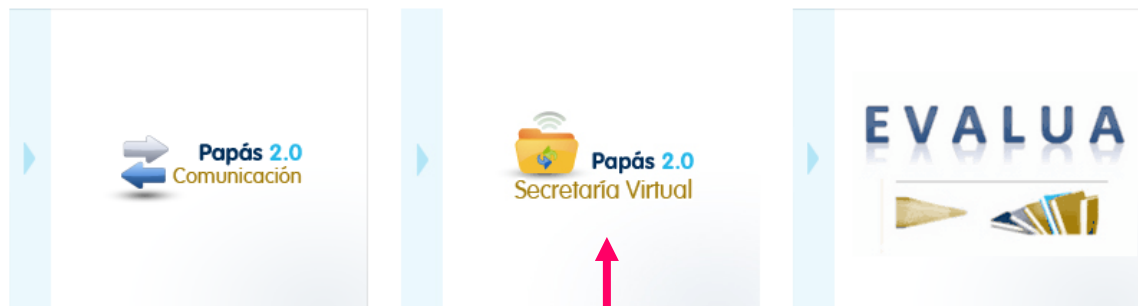 Papás 2.0
Comunicación
Papás 2.0
Secretaría Virtual
EVALUA